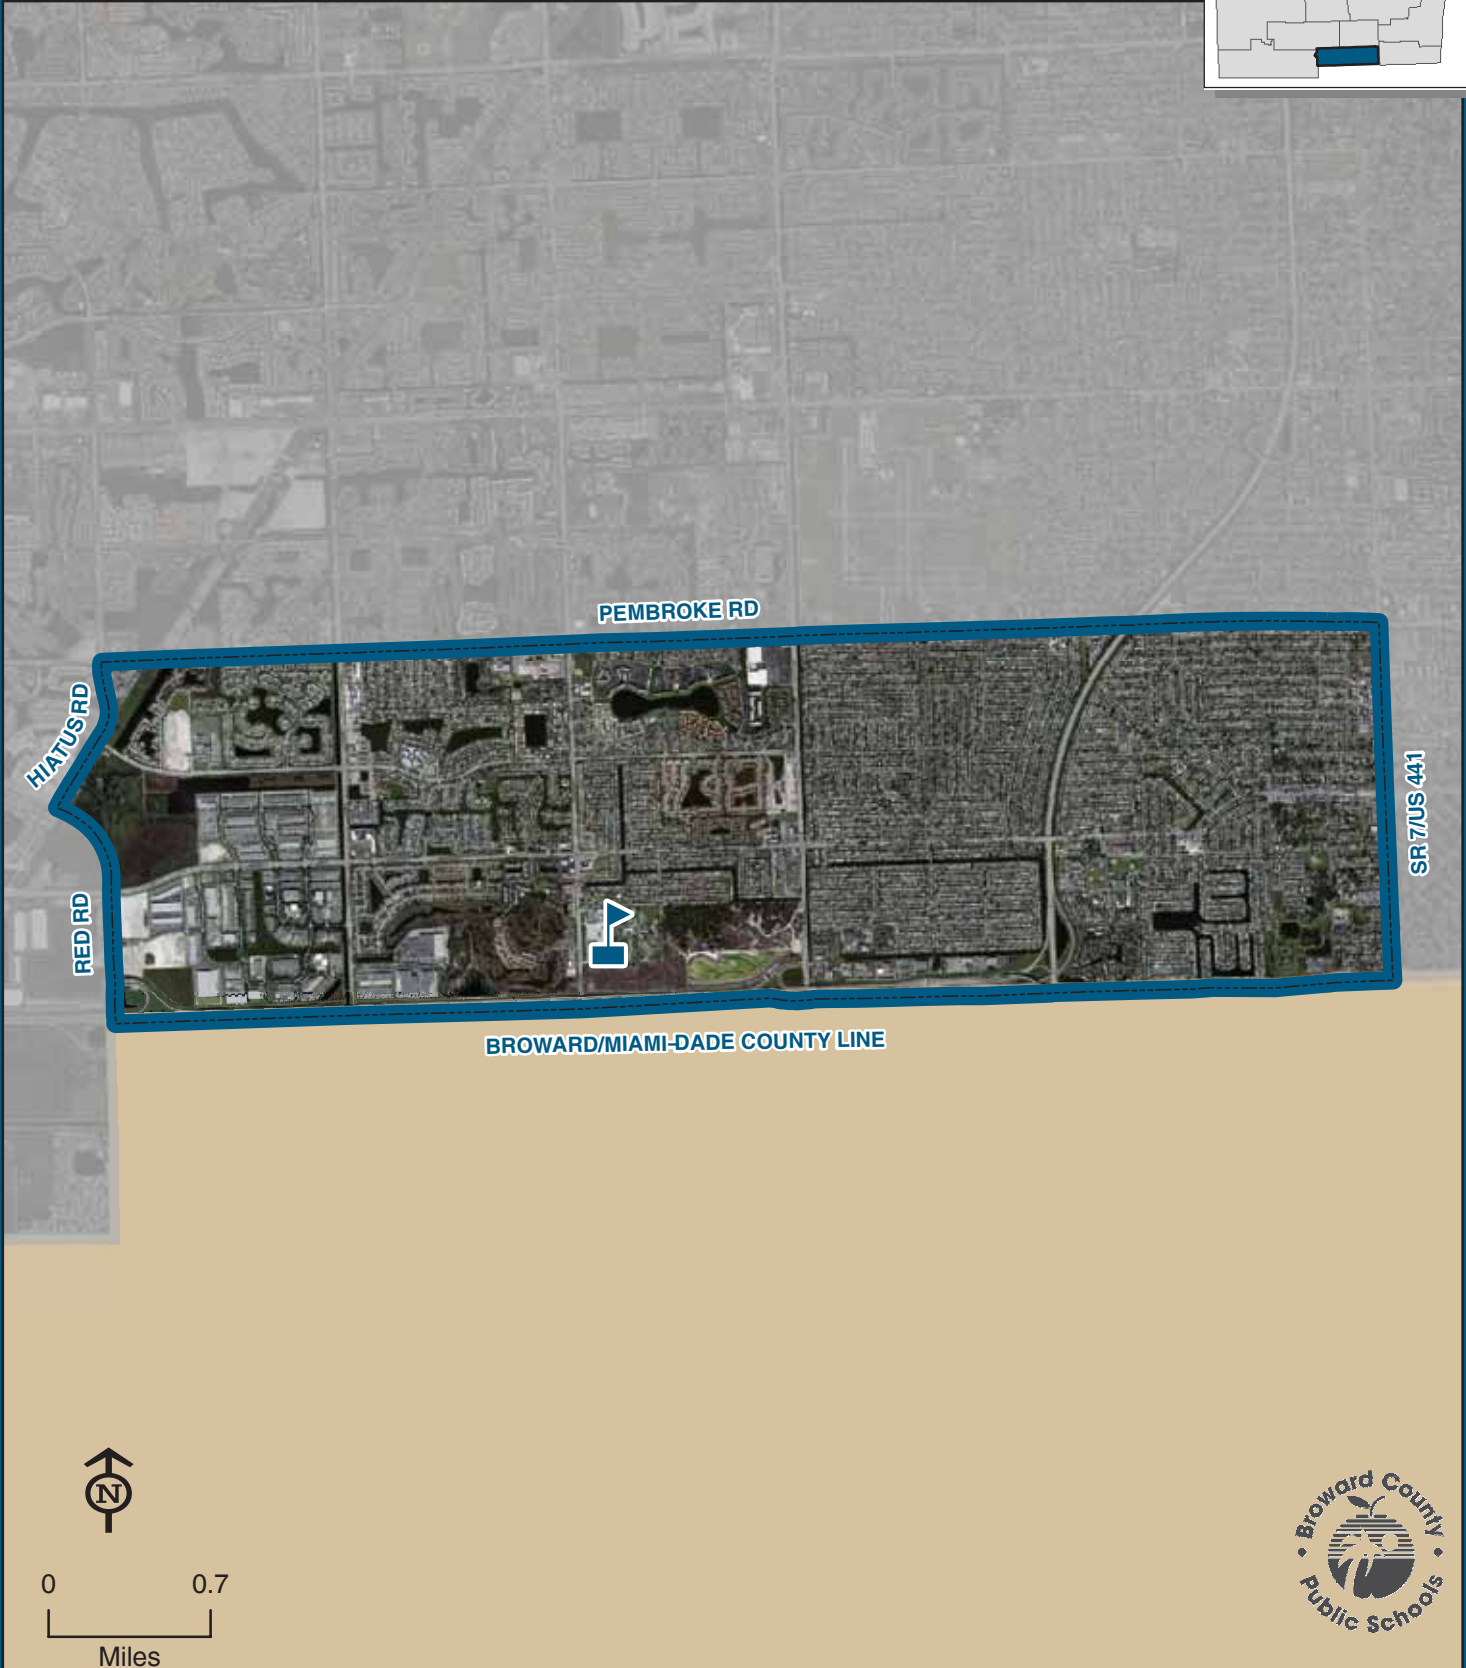 PEMBROKE RD
HIATUS RD
SR 7/US 441
RED RD
BROWARD/MIAMI-DADE COUNTY LINE
N
0 0.7
Miles
Broward County
Public Schools